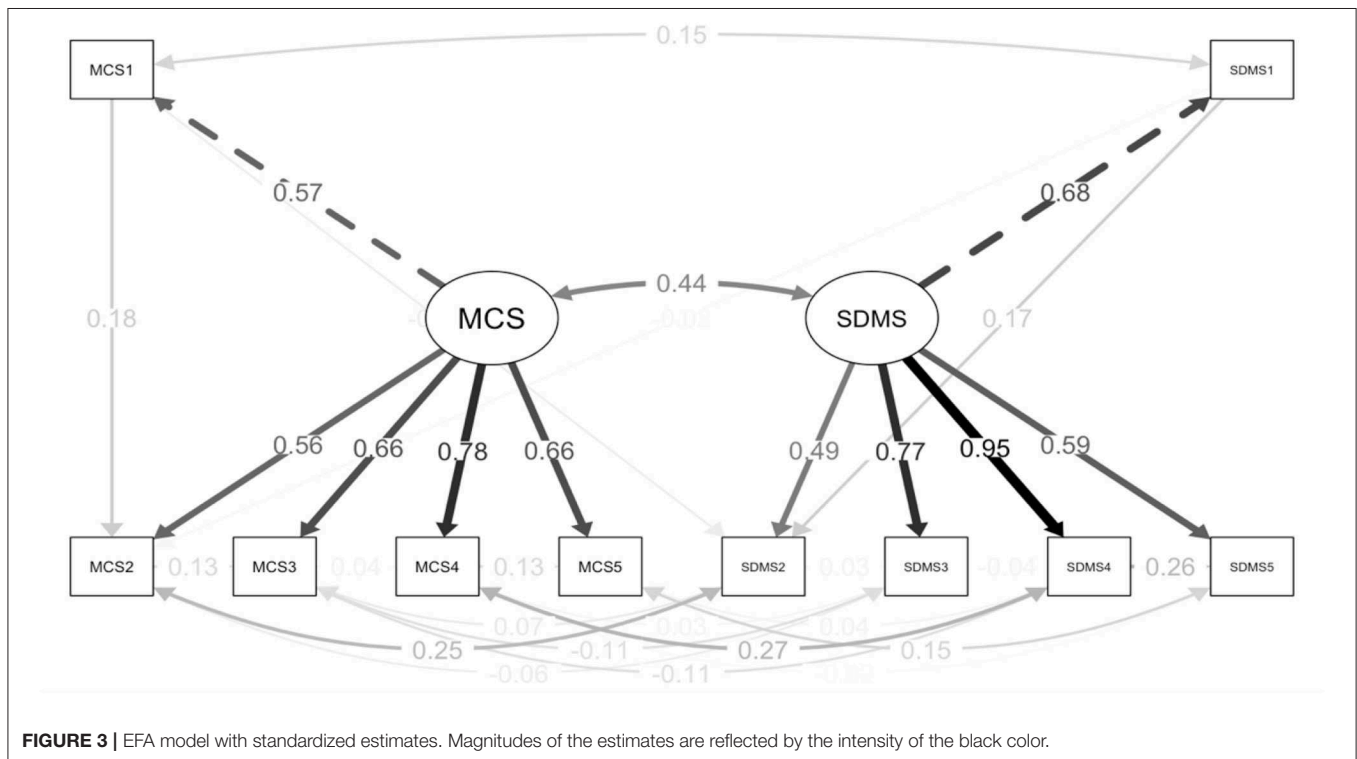 0.15
MCS1
SDMS1
0.57
0.68
0.44
MCS
SDMS
0.18
0.17
0.56
0.66
0.78
0.66
0.49
0.77
0.95
0.59
MCS2
0.13
MCS3
0.04
MCS4
0.13
MCS5
SDMS2
0.03
SDMS3
-0.04
SDMS4
0.26
SDMS5
0.07
0.03
0.04
0.25
-0.11
0.27
0.15
-0.06
-0.11
FIGURE 3 | EFA model with standardized estimates. Magnitudes of the estimates are reflected by the intensity of the black color.